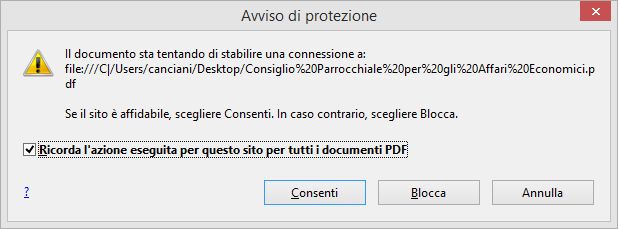 Avviso di protezione
Il documento sta tentando di stabilire una connessione a:
file:///C|/Users/canciani/Desktop/Consiglio%20Parrocchiale%20per%20gli%20Affari%20Economici.p
df
Se il sito è affidabile, scegliere Consenti. In caso contrario, scegliere Blocca.
Ricorda l'azione eseguita per questo sito per tutti i documenti PDF
? Consenti Blocca Annulla